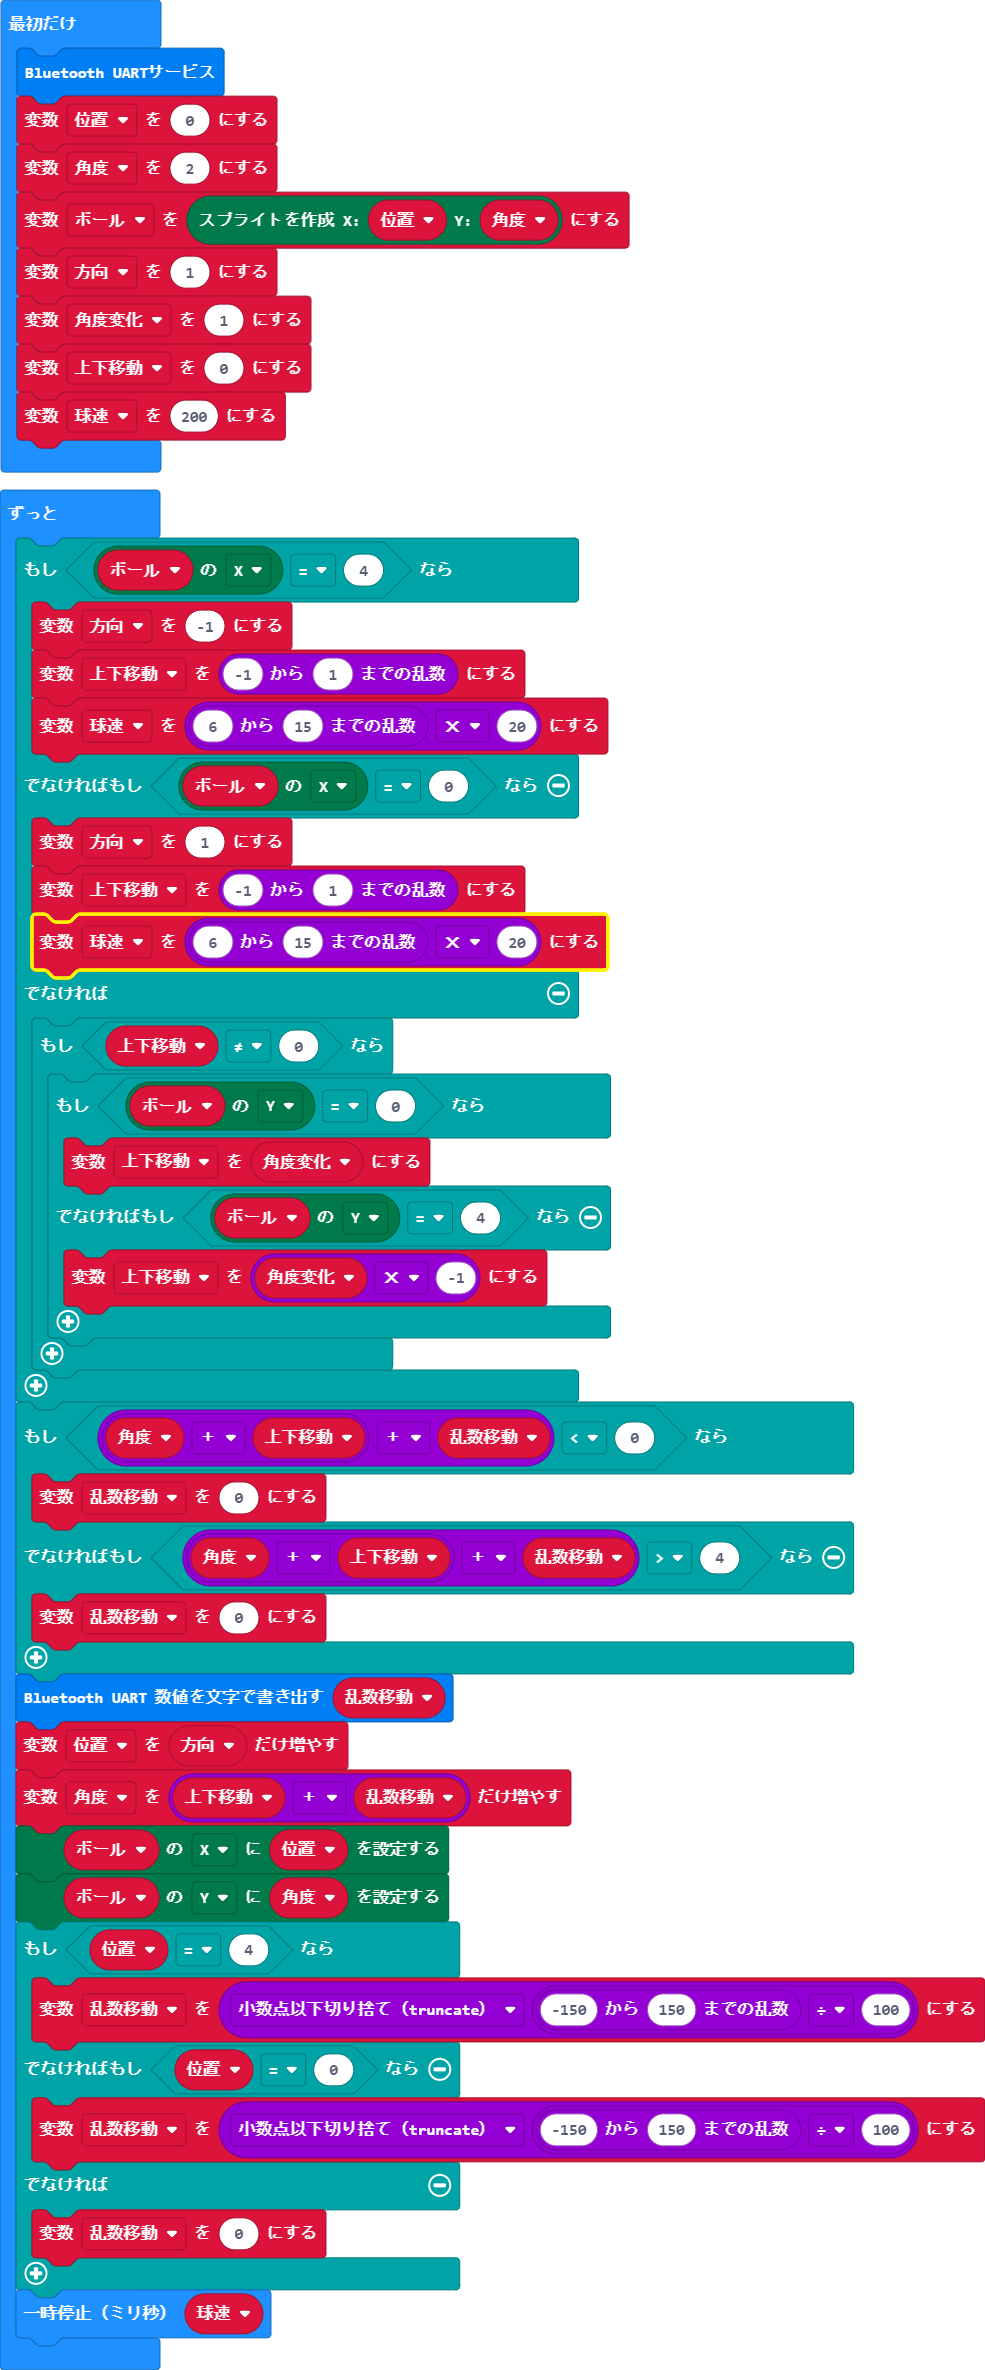 最初だけ
Bluetooth UARTサービス
変数 位置 を 0 にする
変数 角度 を 2 にする
変数 ボール を スプライトを作成 X: 位置 Y: 角度 にする
変数 方向 を 1 にする
変数 角度変化 を 1 にする
変数 上下移動 を 0 にする
変数 球速 を 200 にする
ずっと
もし ボール の X = 4 なら
変数 方向 を -1 にする
変数 上下移動 を -1 から 1 までの乱数 にする
変数 球速 を 6 から 15 までの乱数 × 20 にする
でなければもし ボール の X = 0 なら
変数 方向 を 1 にする
変数 上下移動 を -1 から 1 までの乱数 にする
変数 球速 を 6 から 15 までの乱数 × 20 にする
でなければ
もし 上下移動 ≠ 0 なら
もし ボール の Y = 0 なら
変数 上下移動 を 角度変化 にする
でなければもし ボール の Y = 4 なら
変数 上下移動 を 角度変化 × -1 にする
もし 角度 + 上下移動 + 乱数移動 < 0 なら
変数 乱数移動 を 0 にする
でなければもし 角度 + 上下移動 + 乱数移動 > 4 なら
変数 乱数移動 を 0 にする
Bluetooth UART 数値を文字で書き出す 乱数移動
変数 位置 を 方向 だけ増やす
変数 角度 を 上下移動 + 乱数移動 だけ増やす
ボール の X に 位置 を設定する
ボール の Y に 角度 を設定する
もし 位置 = 4 なら
変数 乱数移動 を 小数点以下切り捨て（truncate） -150 から 150 までの乱数 ÷ 100 にする
でなければもし 位置 = 0 なら
変数 乱数移動 を 小数点以下切り捨て（truncate） -150 から 150 までの乱数 ÷ 100 にする
でなければ
変数 乱数移動 を 0 にする
一時停止（ミリ秒） 球速